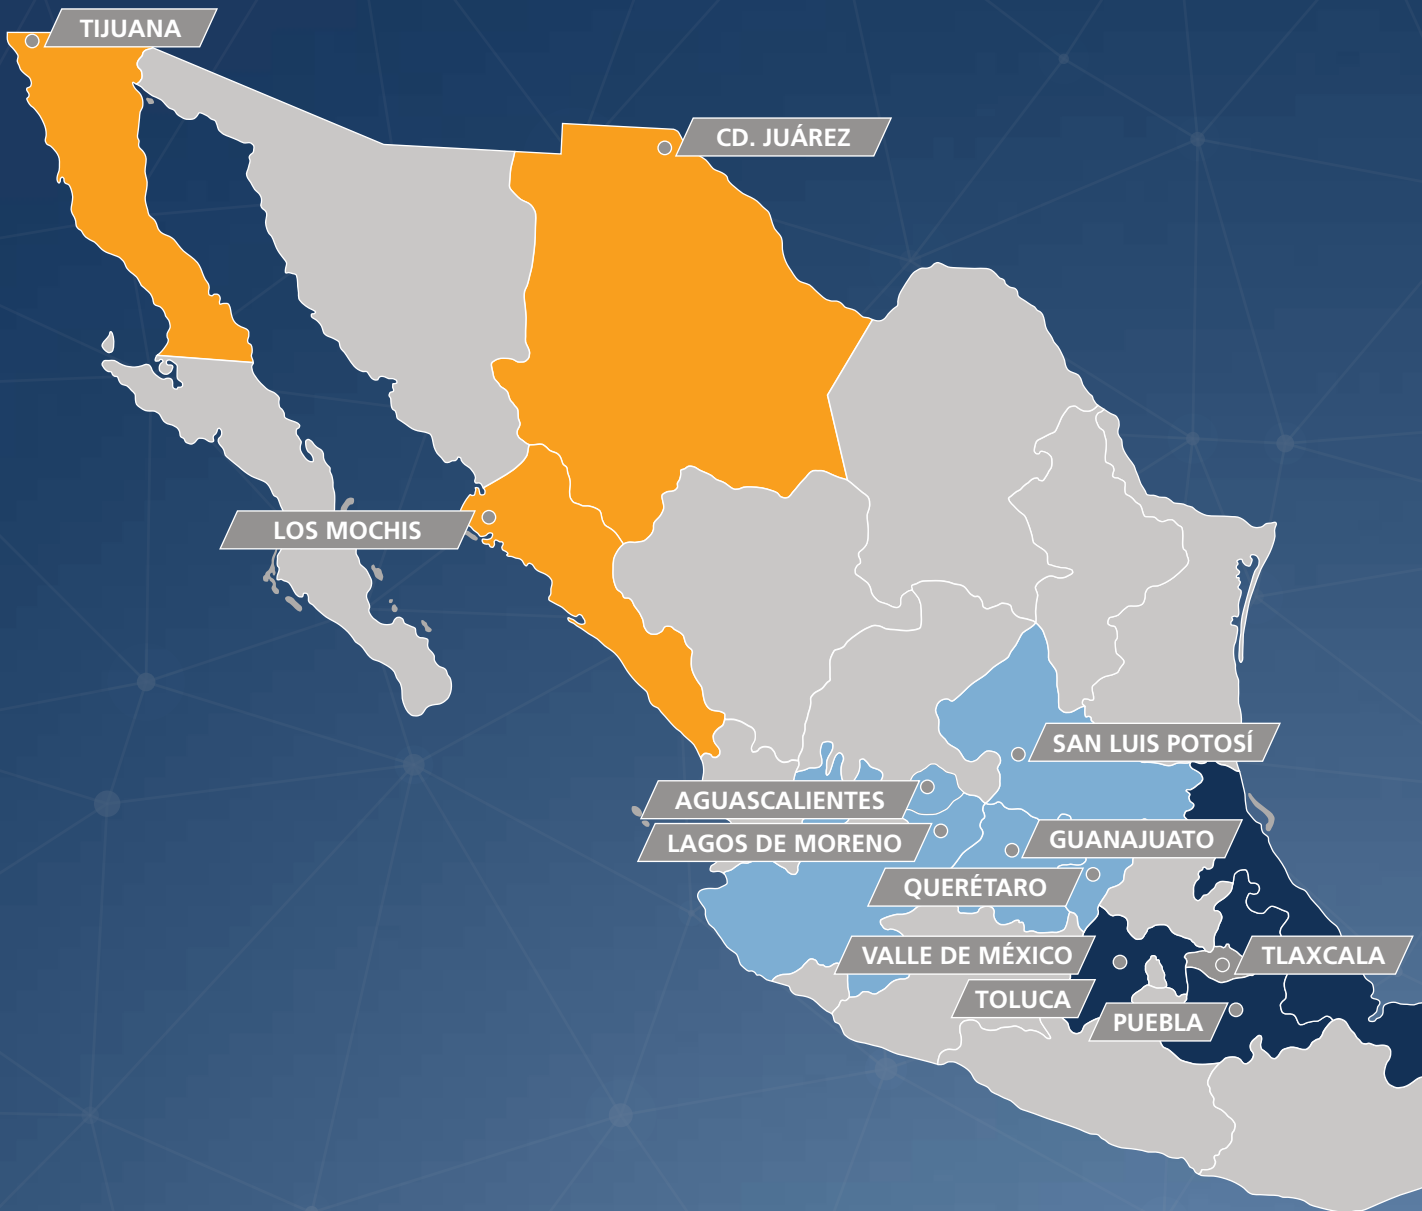 TIJUANA
CD. JUÁREZ
LOS MOCHIS
SAN LUIS POTOSÍ
AGUASCALIENTES
LAGOS DE MORENO
GUANAJUATO
QUERÉTARO
VALLE DE MÉXICO
TLAXCALA
TOLUCA
PUEBLA